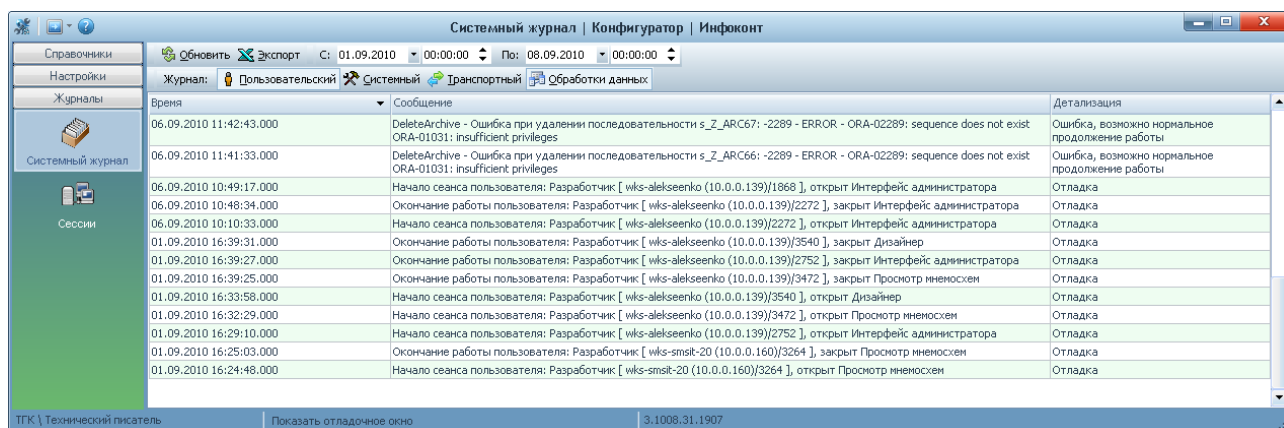 Системный журнал | Конфигуратор | Инфоконт
Справочники
Настройки
Журналы
Системный журнал
Сессии
Обновить Экспорт С: 01.09.2010 00:00:00 По: 08.09.2010 00:00:00
Журнал: Пользовательский Системный Транспортный Обработки данных
Время Сообщение Детализация
06.09.2010 11:42:43.000 DeleteArchive - Ошибка при удалении последовательности s_Z_ARC67: -2289 - ERROR - ORA-02289: sequence does not exist Ошибка, возможно нормальное
ORA-01031: insufficient privileges продолжение работы
06.09.2010 11:41:33.000 DeleteArchive - Ошибка при удалении последовательности s_Z_ARC66: -2289 - ERROR - ORA-02289: sequence does not exist Ошибка, возможно нормальное
ORA-01031: insufficient privileges продолжение работы
06.09.2010 10:49:17.000 Начало сеанса пользователя: Разработчик [ wks-alekseenko (10.0.0.139)/1868 ], открыт Интерфейс администратора Отладка
06.09.2010 10:48:34.000 Окончание работы пользователя: Разработчик [ wks-alekseenko (10.0.0.139)/2272 ], закрыт Интерфейс администратора Отладка
06.09.2010 10:10:33.000 Начало сеанса пользователя: Разработчик [ wks-alekseenko (10.0.0.139)/2272 ], открыт Интерфейс администратора Отладка
01.09.2010 16:39:31.000 Окончание работы пользователя: Разработчик [ wks-alekseenko (10.0.0.139)/3540 ], закрыт Дизайнер Отладка
01.09.2010 16:39:27.000 Окончание работы пользователя: Разработчик [ wks-alekseenko (10.0.0.139)/2752 ], закрыт Интерфейс администратора Отладка
01.09.2010 16:39:25.000 Окончание работы пользователя: Разработчик [ wks-alekseenko (10.0.0.139)/3472 ], закрыт Просмотр мнемосхем Отладка
01.09.2010 16:33:58.000 Начало сеанса пользователя: Разработчик [ wks-alekseenko (10.0.0.139)/3540 ], открыт Дизайнер Отладка
01.09.2010 16:32:29.000 Начало сеанса пользователя: Разработчик [ wks-alekseenko (10.0.0.139)/3472 ], открыт Просмотр мнемосхем Отладка
01.09.2010 16:29:10.000 Начало сеанса пользователя: Разработчик [ wks-alekseenko (10.0.0.139)/2752 ], открыт Интерфейс администратора Отладка
01.09.2010 16:25:03.000 Окончание работы пользователя: Разработчик [ wks-smsit-20 (10.0.0.160)/3264 ], закрыт Просмотр мнемосхем Отладка
01.09.2010 16:24:48.000 Начало сеанса пользователя: Разработчик [ wks-smsit-20 (10.0.0.160)/3264 ], открыт Просмотр мнемосхем Отладка
ТГК \ Технический писатель Показать отладочное окно 3.1008.31.1907